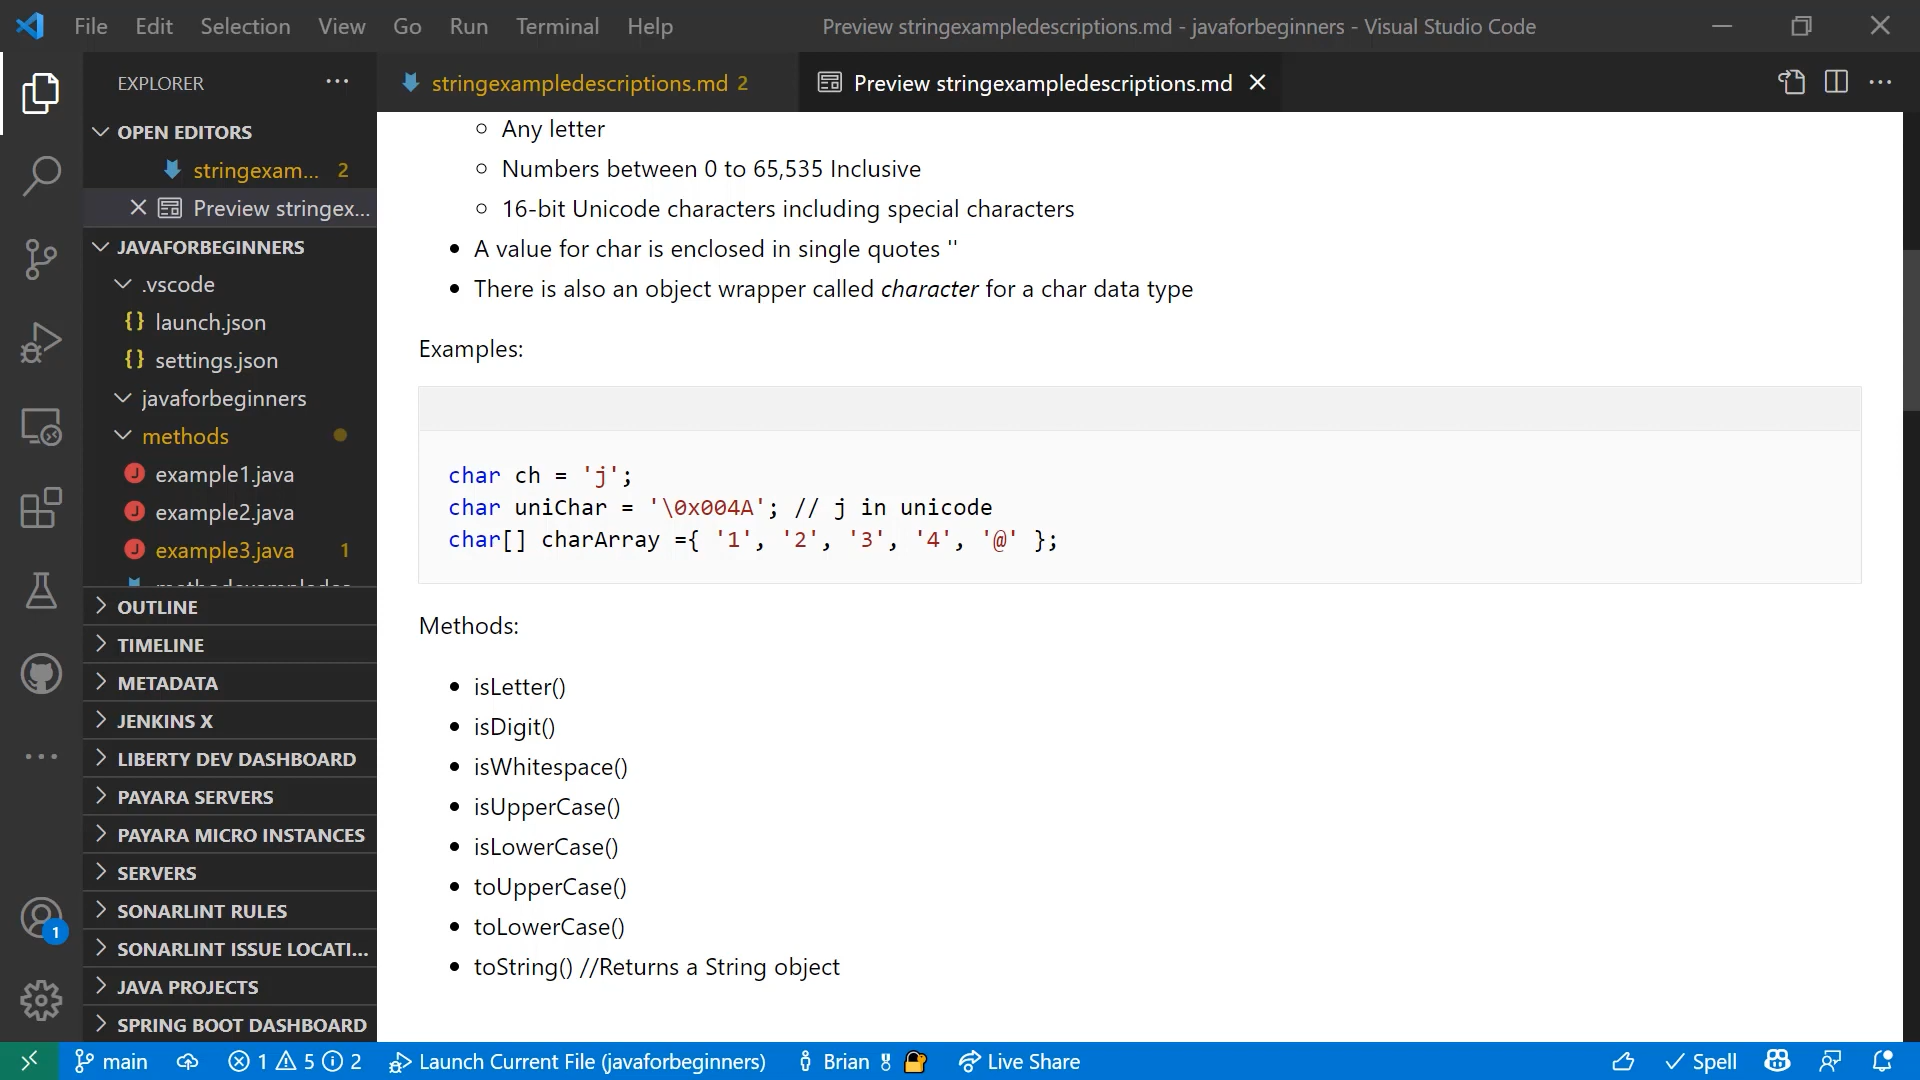 File Edit Selection View Go Run Terminal Help
Preview stringexampledescriptions.md - javaforbeginners - Visual Studio Code
EXPLORER
OPEN EDITORS
stringexam... 2
Preview stringex...
JAVAFORBEGINNERS
.vscode
{} launch.json
{} settings.json
javaforbeginners
methods
J example1.java
J example2.java
J example3.java 1
OUTLINE
TIMELINE
METADATA
JENKINS X
LIBERTY DEV DASHBOARD
PAYARA SERVERS
PAYARA MICRO INSTANCES
SERVERS
SONARLINT RULES
SONARLINT ISSUE LOCATI...
JAVA PROJECTS
SPRING BOOT DASHBOARD
1
stringexampledescriptions.md 2
Preview stringexampledescriptions.md
Any letter
Numbers between 0 to 65,535 Inclusive
16-bit Unicode characters including special characters
A value for char is enclosed in single quotes ''
There is also an object wrapper called character for a char data type
Examples:
char ch = 'j';
char uniChar = '\0x004A'; // j in unicode
char[] charArray ={ '1', '2', '3', '4', '@' };
Methods:
isLetter()
isDigit()
isWhitespace()
isUpperCase()
isLowerCase()
toUpperCase()
toLowerCase()
toString() //Returns a String object
main 1 5 2 Launch Current File (javaforbeginners) Brian Live Share Spell